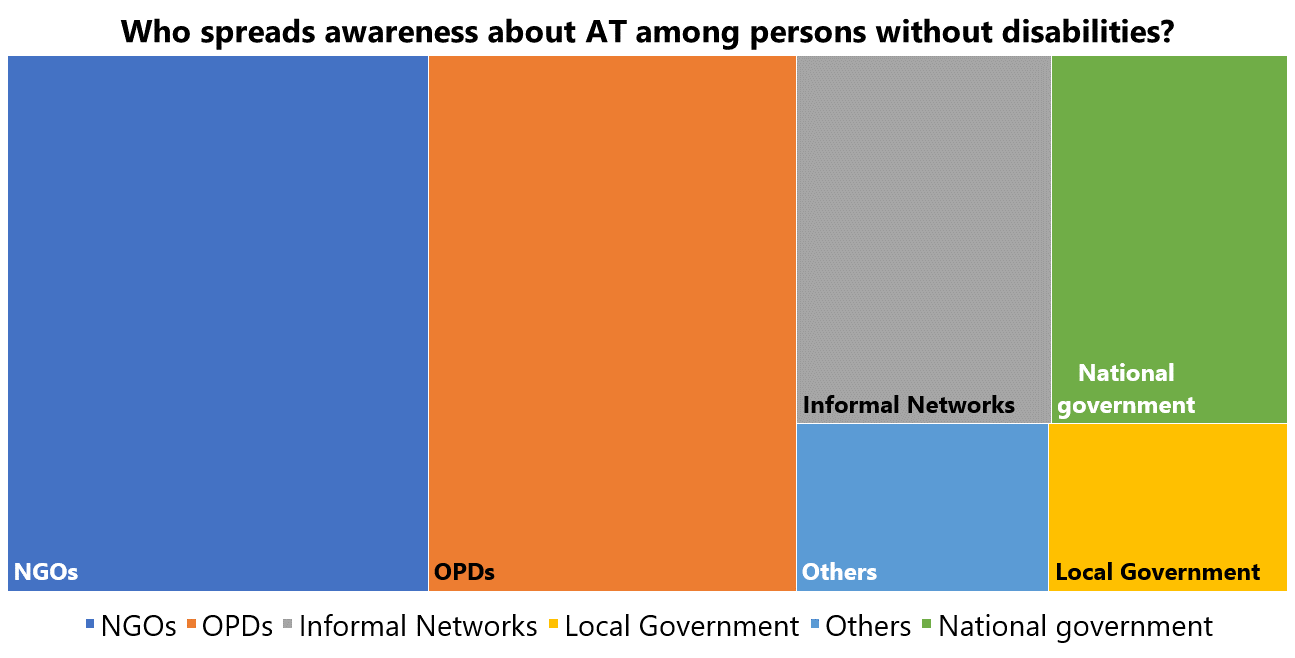 Who spreads awareness about AT among persons without disabilities?
NGOs
OPDs
Informal Networks
National
government
Others
Local Government
NGOs OPDs Informal Networks Local Government Others National government